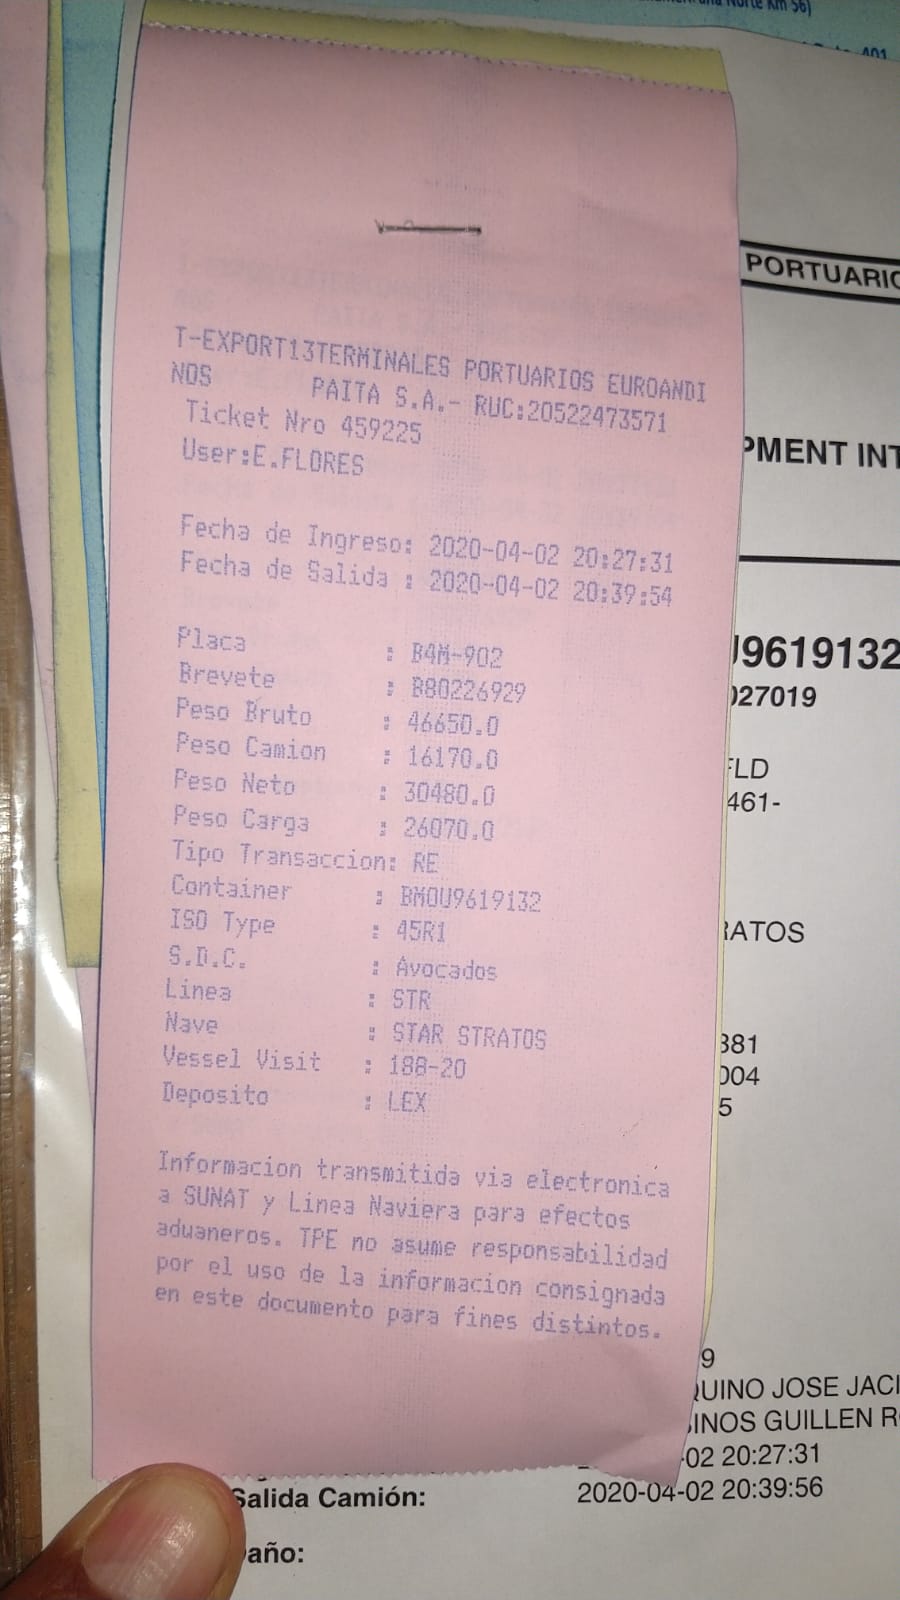 T-EXPORT13TERMINALES PORTUARIOS EUROANDI
NOS PAITA S.A.- RUC:20522473571
Ticket Nro 459225
User:E.FLORES
Fecha de Ingreso: 2020-04-02 20:27:31
Fecha de Salida : 2020-04-02 20:39:54
Placa : B4M-902
Brevete : B80226929
Peso Bruto : 46650.0
Peso Camion : 16170.0
Peso Neto : 30480.0
Peso Carga : 26070.0
Tipo Transaccion: RE
Container : BMOU9619132
ISO Type : 45R1
S.D.C. : Avocados
Linea : STR
Nave : STAR STRATOS
Vessel Visit : 188-20
Deposito : LEX
Informacion transmitida via electronica
a SUNAT y Linea Naviera para efectos
aduaneros. TPE no asume responsabilidad
por el uso de la informacion consignada
en este documento para fines distintos.
Norte Km 56)
401
PORTUARIO
PMENT INT
J9619132
027019
FLD
461-
RATOS
381
004
5
9
QUINO JOSE JACI
SINOS GUILLEN R
-02 20:27:31
Salida Camión: 2020-04-02 20:39:56
año: